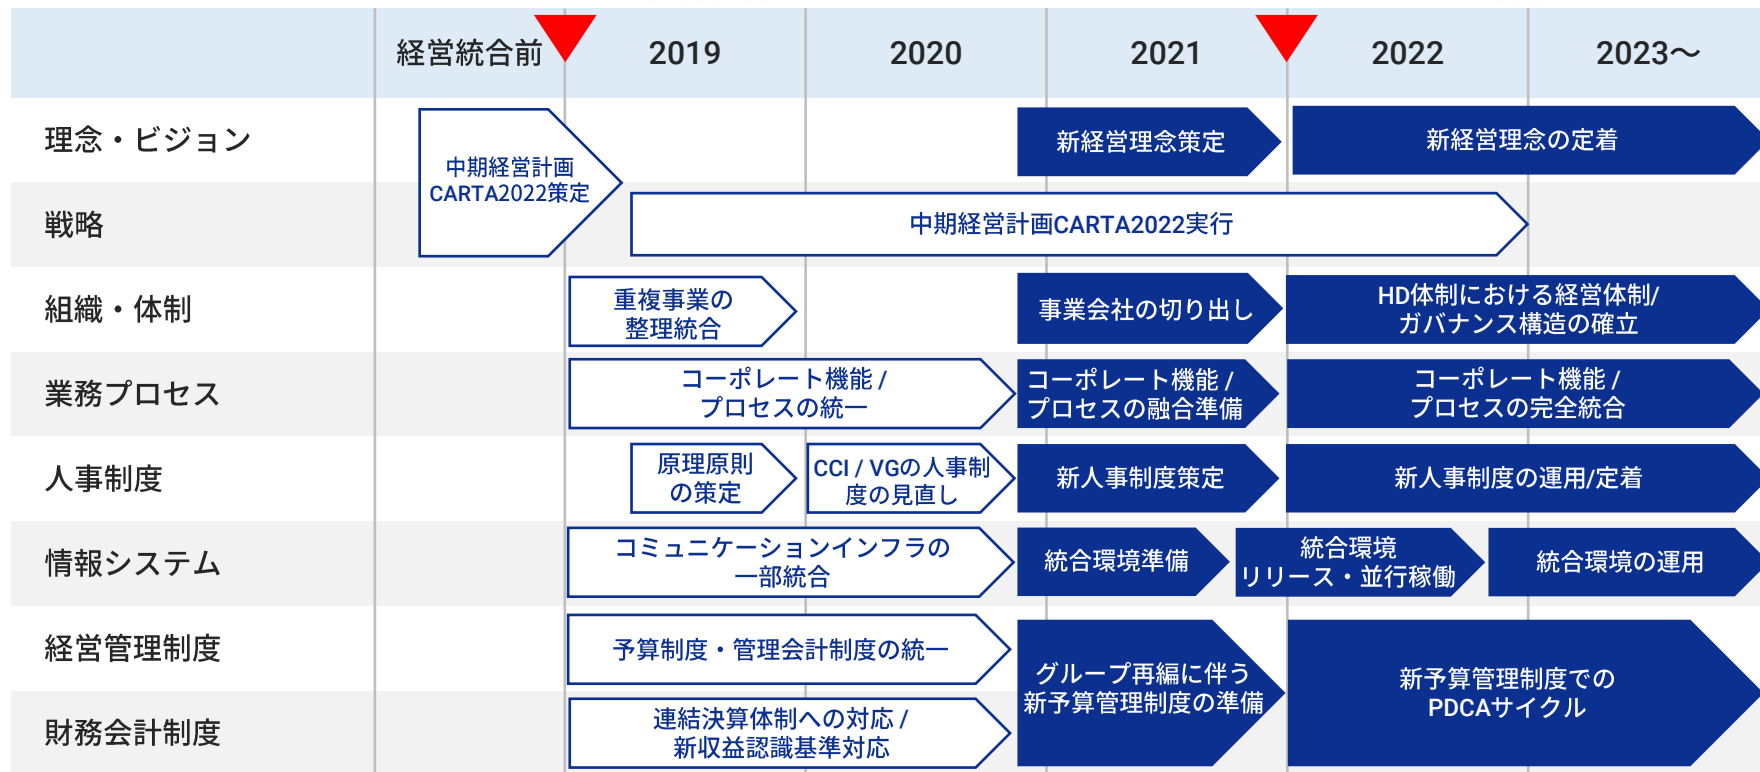 経営統合前
2019
2020
2021
2022
2023～
理念・ビジョン
中期経営計画
CARTA2022策定
新経営理念策定
新経営理念の定着
戦略
中期経営計画CARTA2022実行
組織・体制
重複事業の
整理統合
事業会社の切り出し
HD体制における経営体制/
ガバナンス構造の確立
業務プロセス
コーポレート機能 /
プロセスの統一
コーポレート機能 /
プロセスの融合準備
コーポレート機能 /
プロセスの完全統合
人事制度
原理原則
の策定
CCI / VGの人事制
度の見直し
新人事制度策定
新人事制度の運用/定着
情報システム
コミュニケーションインフラの
一部統合
統合環境準備
統合環境
リリース・並行稼働
統合環境の運用
経営管理制度
予算制度・管理会計制度の統一
グループ再編に伴う
新予算管理制度の準備
新予算管理制度での
PDCAサイクル
財務会計制度
連結決算体制への対応 /
新収益認識基準対応